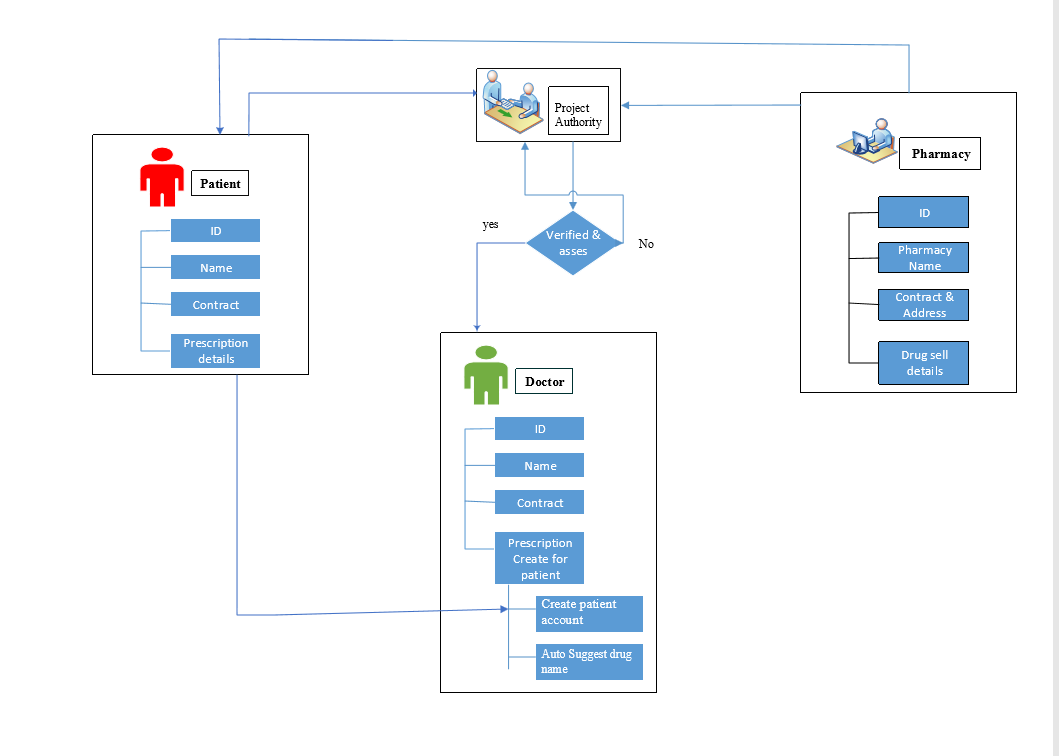 Project
Authority
Patient
ID
Name
Contract
Prescription
details
yes
Verified &
asses
No
Pharmacy
ID
Pharmacy
Name
Contract &
Address
Drug sell
details
Doctor
ID
Name
Contract
Prescription
Create for
patient
Create patient
account
Auto Suggest drug
name